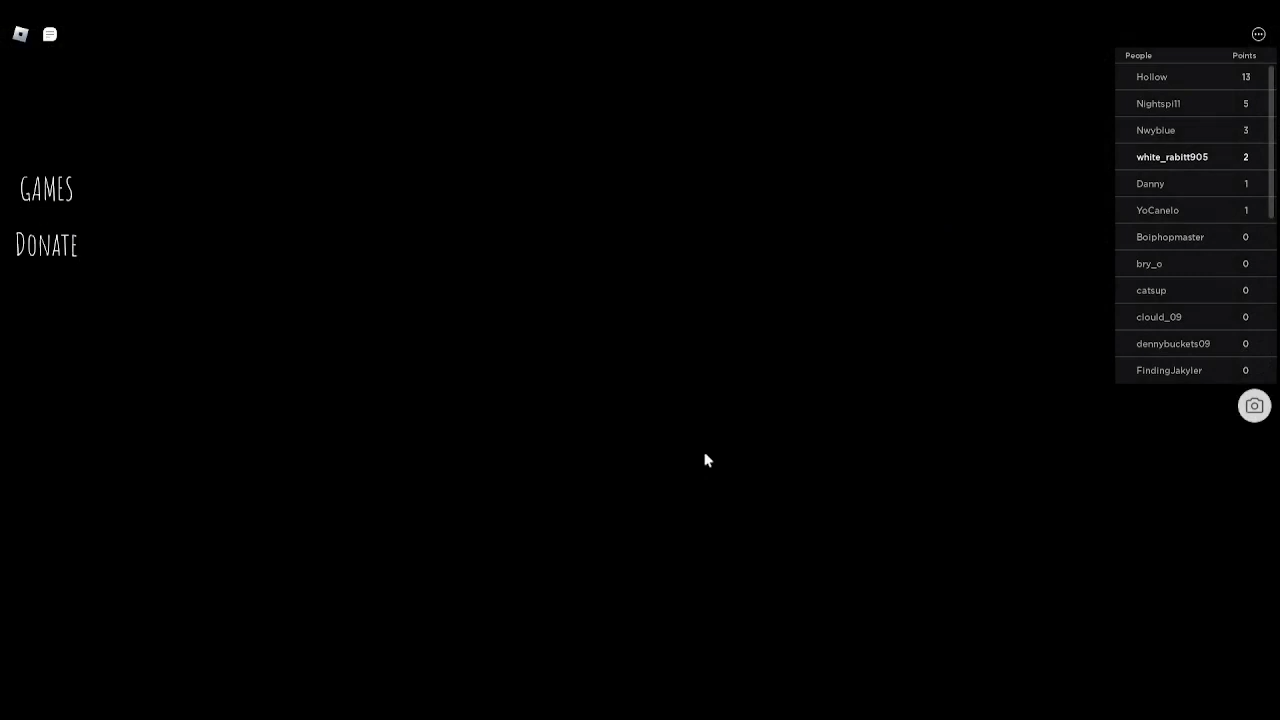 People Points
Hollow 13
Nightspi11 5
Nwyblue 3
white_rabitt905 2
Danny 1
YoCanelo 1
Boiphopmaster 0
bry_o 0
catsup 0
clould_09 0
dennybuckets09 0
FindingJakyler 0
GAMES
DONATE